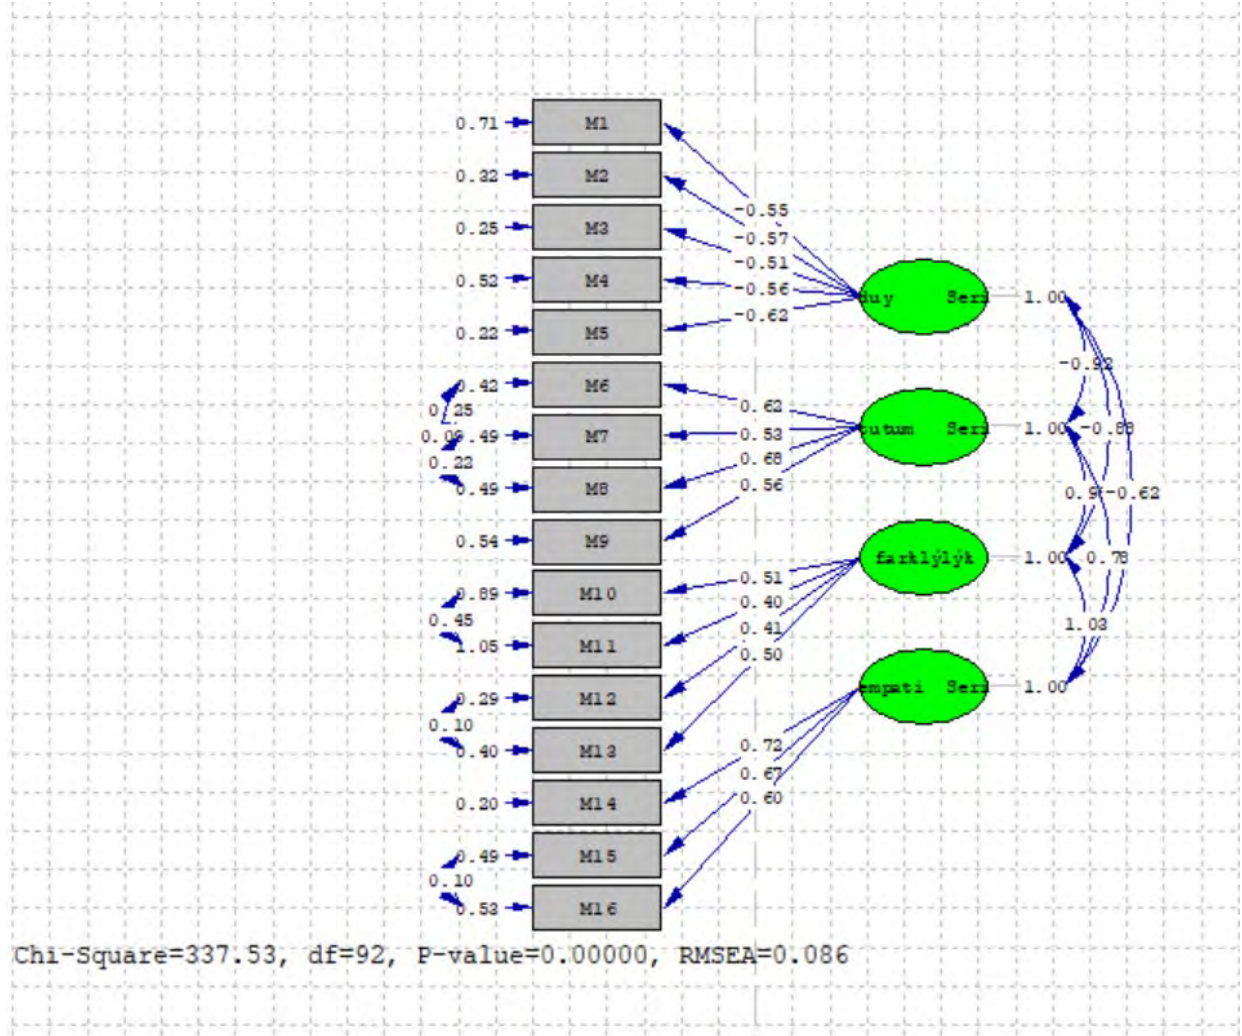 0.71 M1
0.32 M2
-0.55
0.25 M3
-0.57
-0.51
0.52 M4
-0.56
duy Seri 1.00
-0.62
0.22 M5
-0.92
0.42 M6
0.25
0.62
0.09 0.49 M7
0.53
tutum Seri 1.00
0.22
0.68
0.49 M8
0.56
-0.62
0.54 M9
farklýlýk 1.00 0.78
0.89 M10
0.51
0.40
0.45
0.41
1.03
1.05 M11
0.50
0.29 M12
empati Seri 1.00
0.10
0.40 M13
0.72
0.67
0.20 M14
0.60
0.49 M15
0.10
0.53 M16
Chi-Square=337.53, df=92, P-value=0.00000, RMSEA=0.086